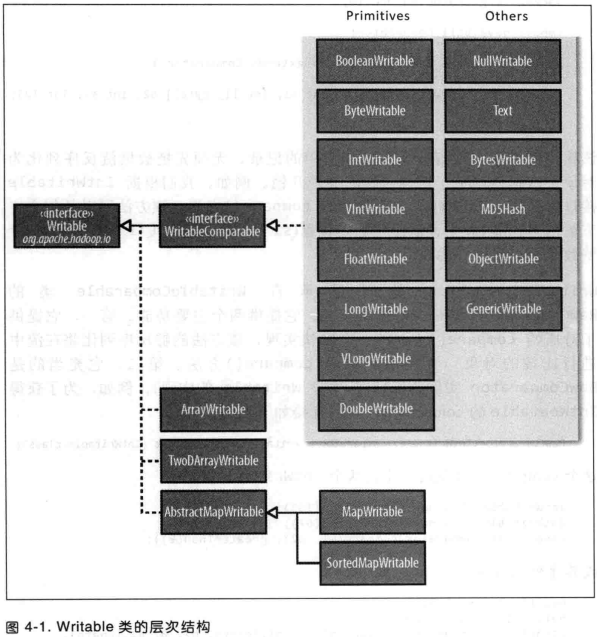 Primitives
Others
BooleanWritable
NullWritable
ByteWritable
Text
IntWritable
BytesWritable
«interface»
Writable
org.apache.hadoop.io
«interface»
WritableComparable
VIntWritable
MD5Hash
FloatWritable
ObjectWritable
LongWritable
GenericWritable
VLongWritable
ArrayWritable
DoubleWritable
TwoDArrayWritable
AbstractMapWritable
MapWritable
SortedMapWritable
图 4-1. Writable 类的层次结构